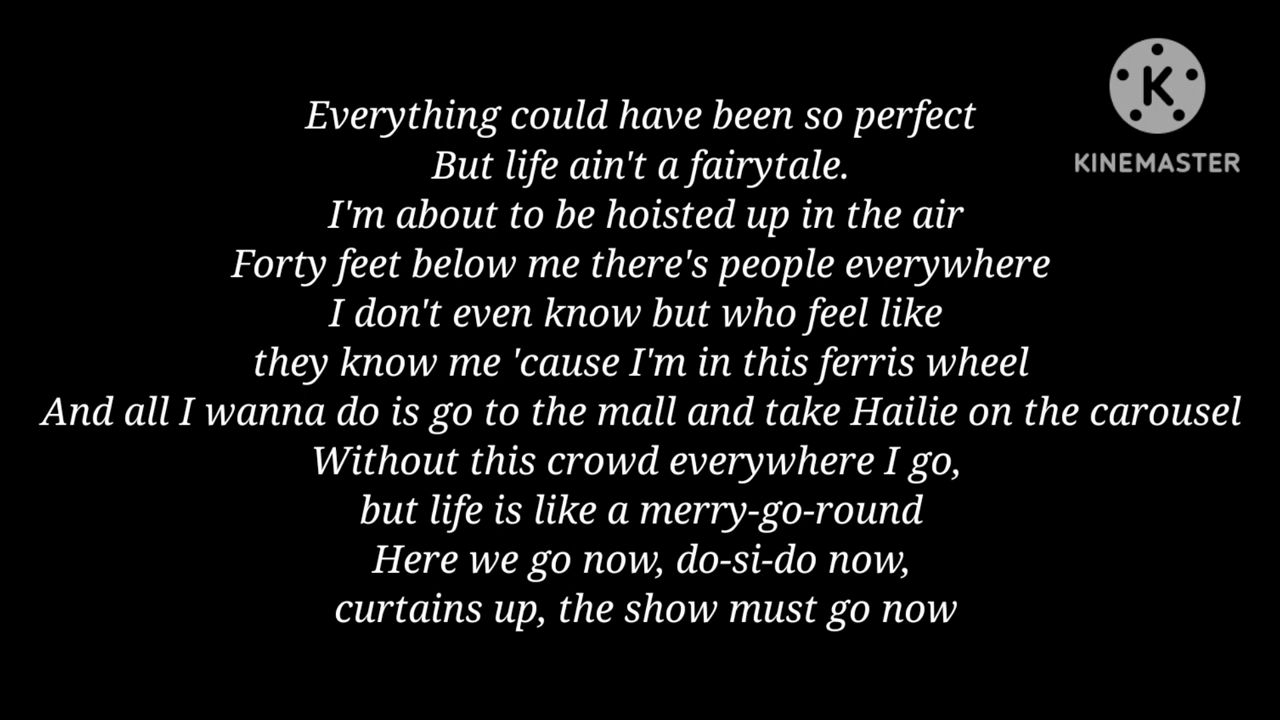 KINEMASTER
Everything could have been so perfect
But life ain't a fairytale.
I'm about to be hoisted up in the air
Forty feet below me there's people everywhere
I don't even know but who feel like
they know me 'cause I'm in this ferris wheel
And all I wanna do is go to the mall and take Hailie on the carousel
Without this crowd everywhere I go,
but life is like a merry-go-round
Here we go now, do-si-do now,
curtains up, the show must go now